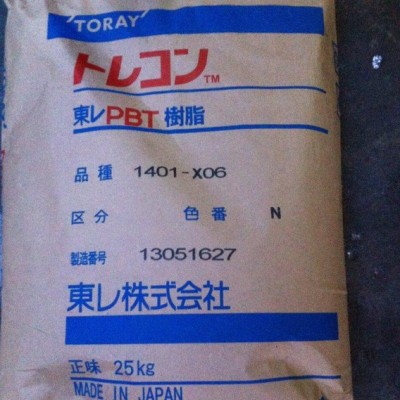 TORAY
トレコン™
東レPBT樹脂
品種 1401-X06
区分 色番 N
製造番号 13051627
東レ株式会社
正味 25kg
MADE IN JAPAN